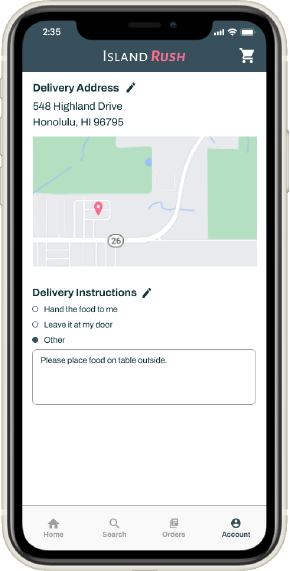 2:35
ISLAND RUSH
Delivery Address
548 Highland Drive
Honolulu, HI 96795
26
Delivery Instructions
Hand the food to me
Leave it at my door
Other
Please place food on table outside.
Home
Search
Orders
Account